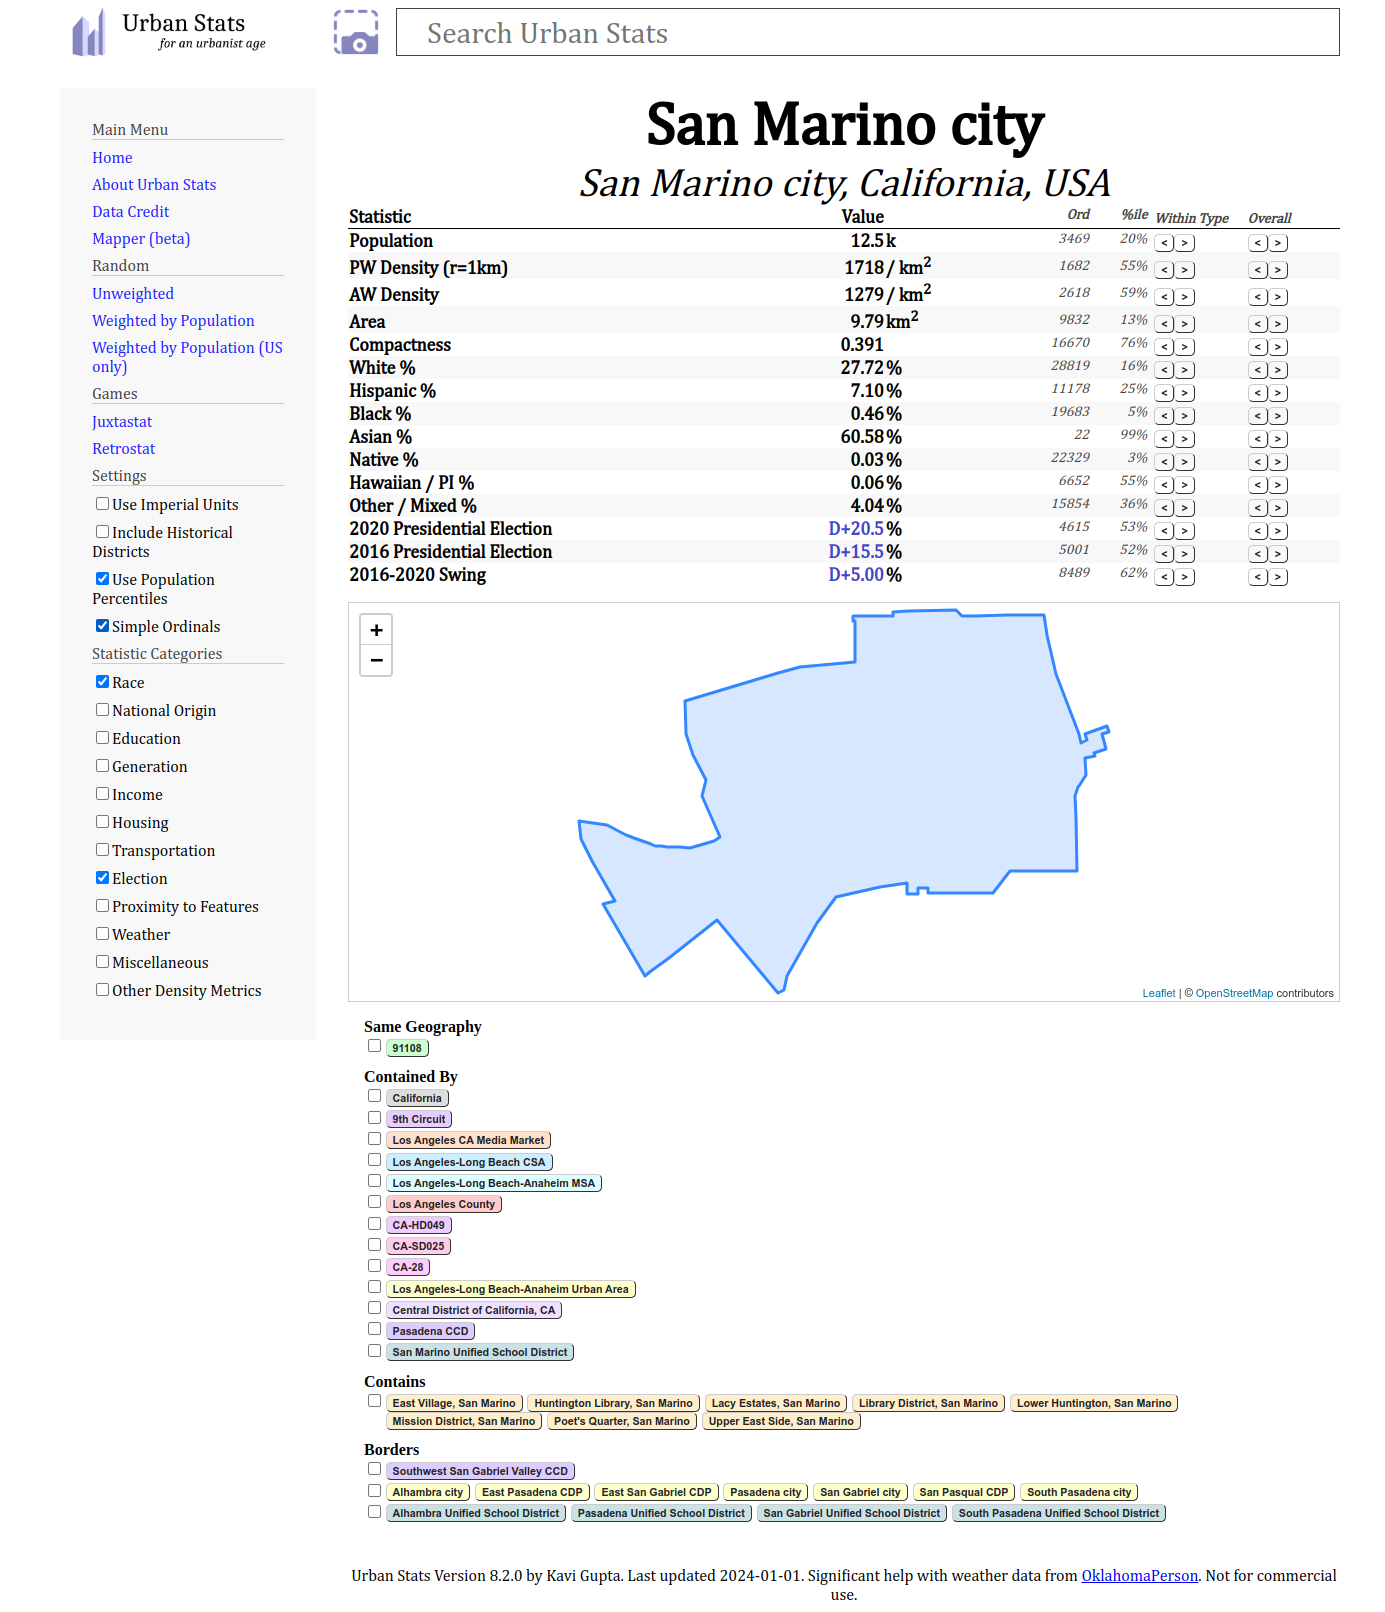 Urban Stats
for an urbanist age
Search Urban Stats
Main Menu
Home
About Urban Stats
Data Credit
Mapper (beta)
Random
Unweighted
Weighted by Population
Weighted by Population (US
only)
Games
Juxtastat
Retrostat
Settings
Use Imperial Units
Include Historical
Districts
Use Population
Percentiles
Simple Ordinals
Statistic Categories
Race
National Origin
Education
Generation
Income
Housing
Transportation
Election
Proximity to Features
Weather
Miscellaneous
Other Density Metrics
San Marino city
San Marino city, California, USA
Statistic Value Ord %ile Within Type Overall
Population 12.5k 3469 20% < > < >
PW Density (r=1km) 1718 / km² 1682 55% < > < >
AW Density 1279 / km² 2618 59% < > < >
Area 9.79 km² 9832 13% < > < >
Compactness 0.391 16670 76% < > < >
White % 27.72% 28819 16% < > < >
Hispanic % 7.10% 11178 25% < > < >
Black % 0.46% 19683 5% < > < >
Asian % 60.58% 22 99% < > < >
Native % 0.03% 22329 3% < > < >
Hawaiian / PI % 0.06% 6652 55% < > < >
Other / Mixed % 4.04% 15854 36% < > < >
2020 Presidential Election D+20.5% 4615 53% < > < >
2016 Presidential Election D+15.5% 5001 52% < > < >
2016-2020 Swing D+5.00% 8489 62% < > < >
+
−
Leaflet | © OpenStreetMap contributors
Same Geography
91108
Contained By
California
9th Circuit
Los Angeles CA Media Market
Los Angeles-Long Beach CSA
Los Angeles-Long Beach-Anaheim MSA
Los Angeles County
CA-HD049
CA-SD025
CA-28
Los Angeles-Long Beach-Anaheim Urban Area
Central District of California, CA
Pasadena CCD
San Marino Unified School District
Contains
East Village, San Marino Huntington Library, San Marino Lacy Estates, San Marino Library District, San Marino Lower Huntington, San Marino
Mission District, San Marino Poet's Quarter, San Marino Upper East Side, San Marino
Borders
Southwest San Gabriel Valley CCD
Alhambra city East Pasadena CDP East San Gabriel CDP Pasadena city San Gabriel city San Pasqual CDP South Pasadena city
Alhambra Unified School District Pasadena Unified School District San Gabriel Unified School District South Pasadena Unified School District
Urban Stats Version 8.2.0 by Kavi Gupta. Last updated 2024-01-01. Significant help with weather data from OklahomaPerson. Not for commercial
use.